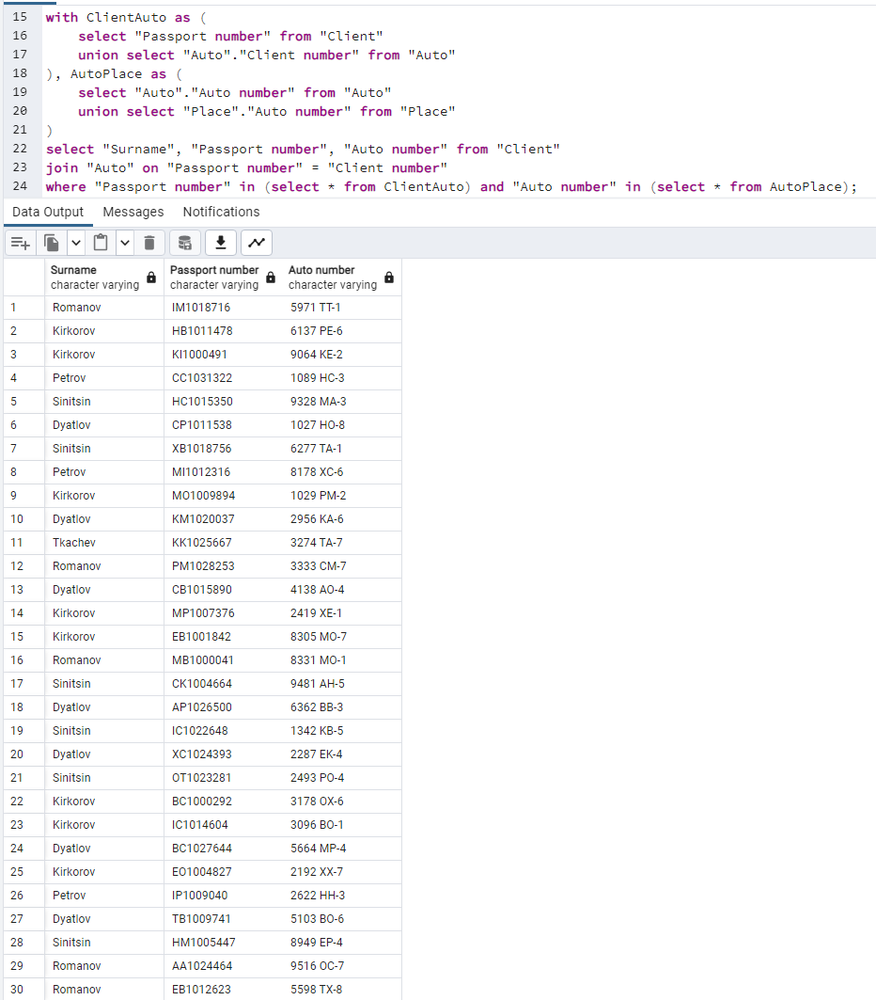 15 with ClientAuto as (
16 select "Passport number" from "Client"
17 union select "Auto"."Client number" from "Auto"
18 ), AutoPlace as (
19 select "Auto"."Auto number" from "Auto"
20 union select "Place"."Auto number" from "Place"
21 )
22 select "Surname", "Passport number", "Auto number" from "Client"
23 join "Auto" on "Passport number" = "Client number"
24 where "Passport number" in (select * from ClientAuto) and "Auto number" in (select * from AutoPlace);
Data Output Messages Notifications
Surname Passport number Auto number
character varying character varying character varying
1 Romanov IM1018716 5971 TT-1
2 Kirkorov HB1011478 6137 PE-6
3 Kirkorov KI1000491 9064 KE-2
4 Petrov CC1031322 1089 HC-3
5 Sinitsin HC1015350 9328 MA-3
6 Dyatlov CP1011538 1027 HO-8
7 Sinitsin XB1018756 6277 TA-1
8 Petrov MI1012316 8178 XC-6
9 Kirkorov MO1009894 1029 PM-2
10 Dyatlov KM1020037 2956 KA-6
11 Tkachev KK1025667 3274 TA-7
12 Romanov PM1028253 3333 CM-7
13 Dyatlov CB1015890 4138 AO-4
14 Kirkorov MP1007376 2419 XE-1
15 Kirkorov EB1001842 8305 MO-7
16 Romanov MB1000041 8331 MO-1
17 Sinitsin CK1004664 9481 AH-5
18 Dyatlov AP1026500 6362 BB-3
19 Sinitsin IC1022648 1342 KB-5
20 Dyatlov XC1024393 2287 EK-4
21 Sinitsin OT1023281 2493 PO-4
22 Kirkorov BC1000292 3178 OX-6
23 Kirkorov IC1014604 3096 BO-1
24 Dyatlov BC1027644 5664 MP-4
25 Kirkorov EO1004827 2192 XX-7
26 Petrov IP1009040 2622 HH-3
27 Dyatlov TB1009741 5103 BO-6
28 Sinitsin HM1005447 8949 EP-4
29 Romanov AA1024464 9516 OC-7
30 Romanov EB1012623 5598 TX-8